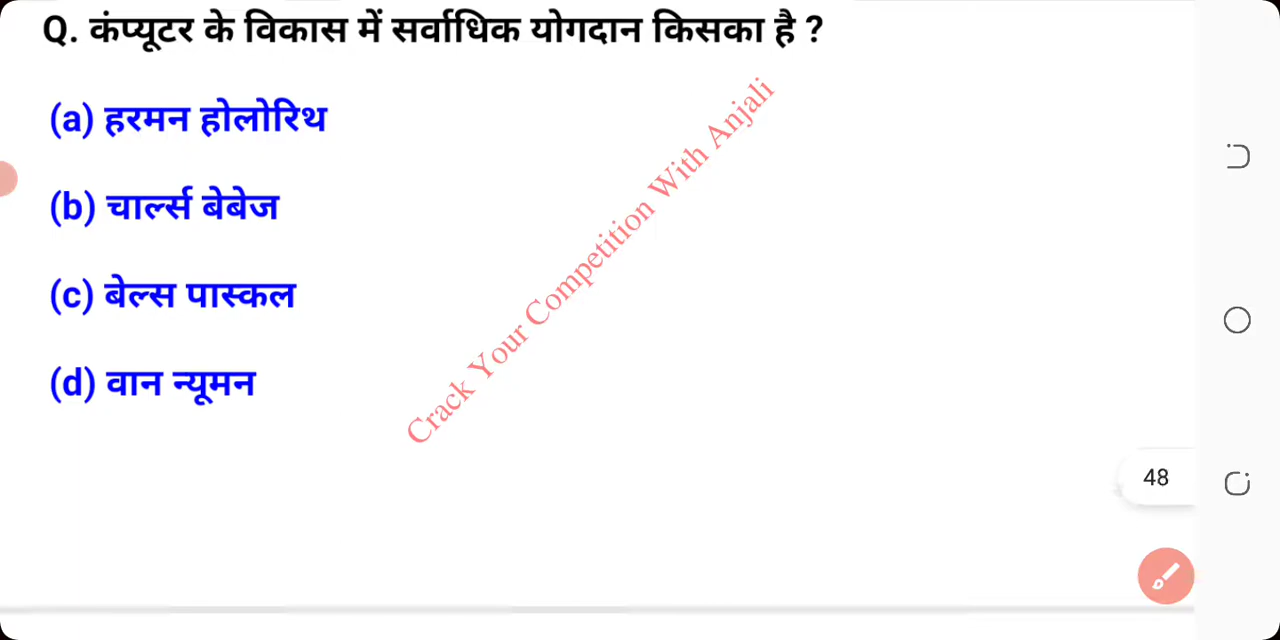 Q. कंप्यूटर के विकास में सर्वाधिक योगदान किसका है ?
(a) हरमन होलोरिथ
(b) चार्ल्स बेबेज
(c) बेल्स पास्कल
(d) वान न्यूमन
Crack Your Competition With Anjali
48